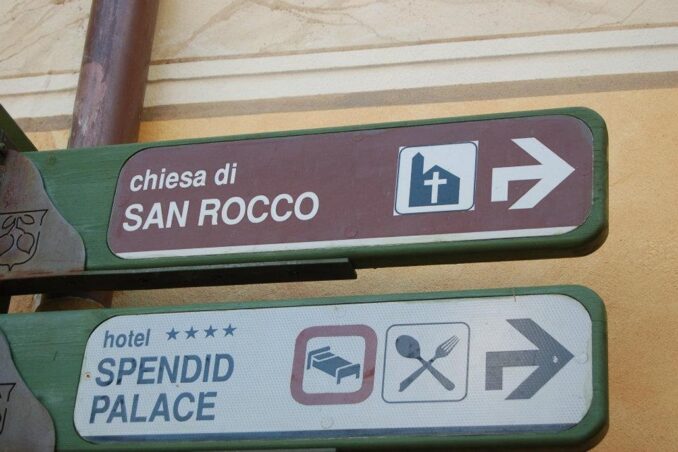 chiesa di
SAN ROCCO
hotel ★★★★
SPENDID
PALACE